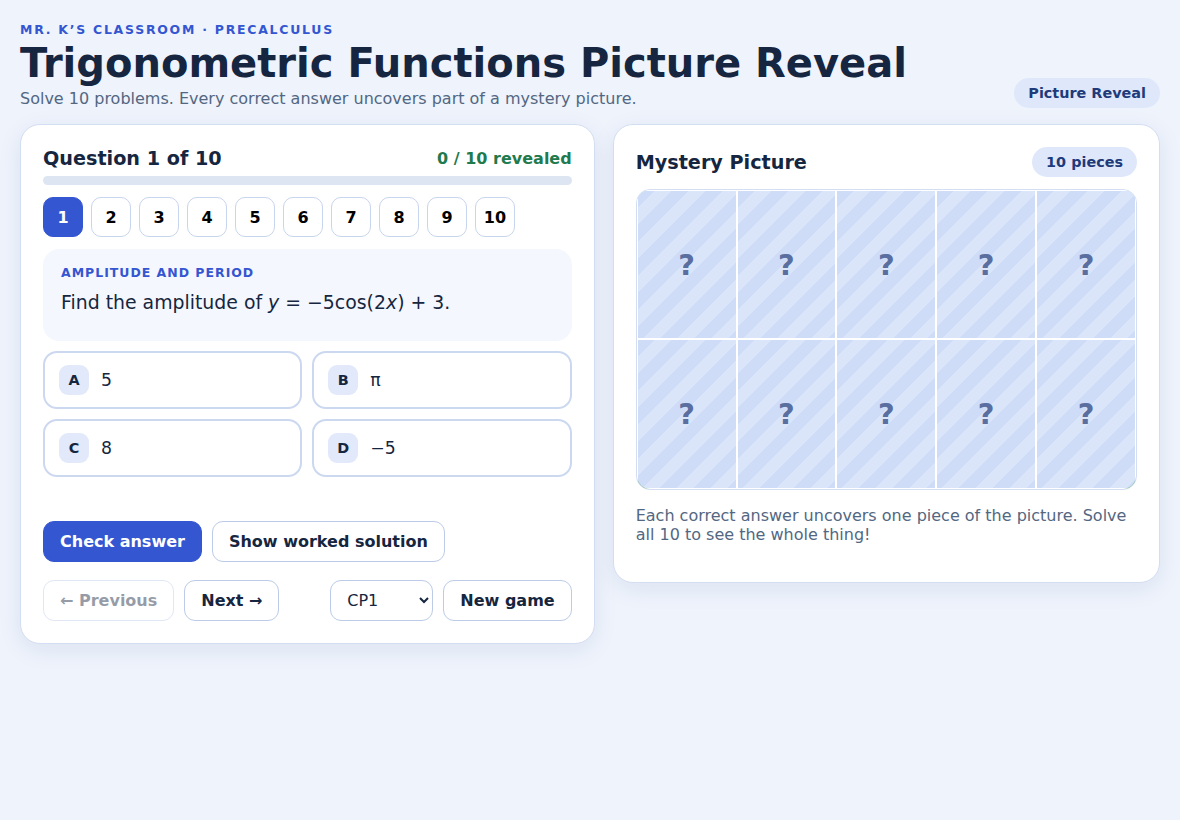 MR. K’S CLASSROOM · PRECALCULUS
Trigonometric Functions Picture Reveal
Solve 10 problems. Every correct answer uncovers part of a mystery picture.
Picture Reveal
Question 1 of 10
0 / 10 revealed
1 2 3 4 5 6 7 8 9 10
AMPLITUDE AND PERIOD
Find the amplitude of y = −5cos(2x) + 3.
A 5
B π
C 8
D −5
Check answer
Show worked solution
← Previous
Next →
CP1
New game
Mystery Picture
10 pieces
? ? ? ? ?
? ? ? ? ?
Each correct answer uncovers one piece of the picture. Solve
all 10 to see the whole thing!